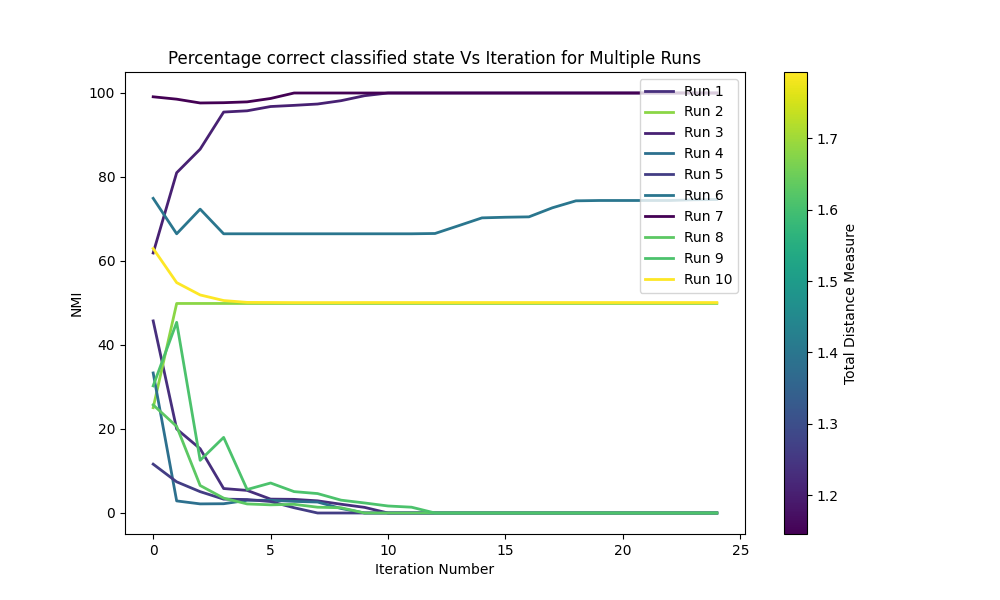 Percentage correct classified state Vs Iteration for Multiple Runs
NMI
100
80
60
40
20
0
0
5
10
15
20
25
Iteration Number
Run 1
Run 2
Run 3
Run 4
Run 5
Run 6
Run 7
Run 8
Run 9
Run 10
1.7
1.6
1.5
1.4
1.3
1.2
Total Distance Measure